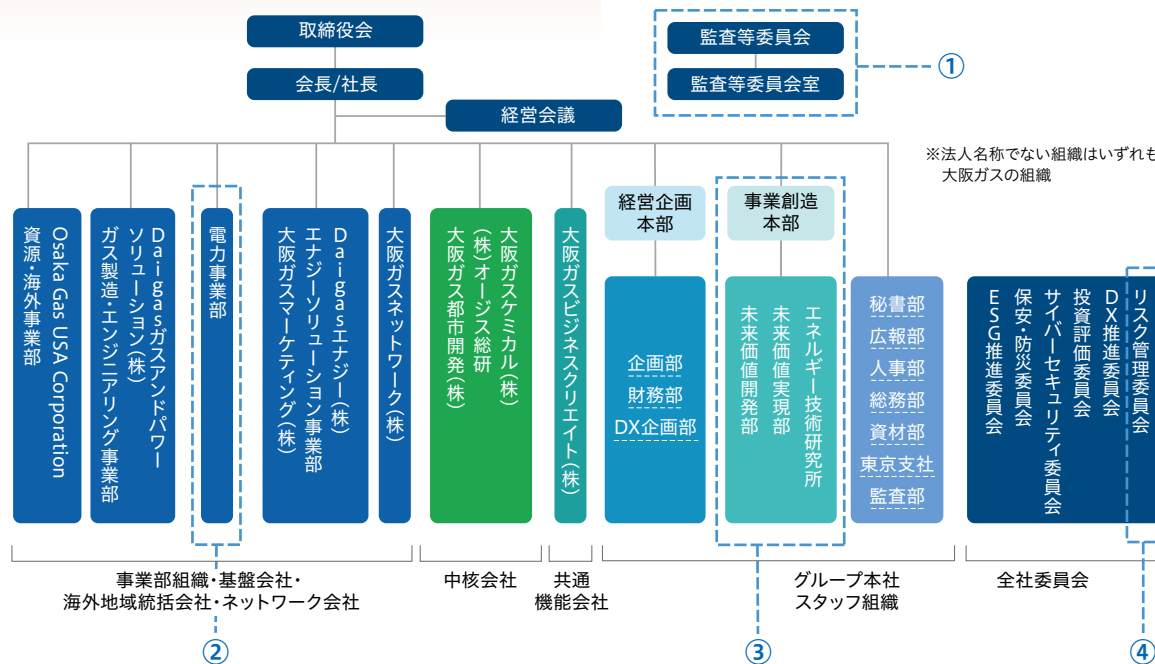 取締役会
会長/社長
経営会議
監査等委員会
監査等委員会室
①
※法人名称でない組織はいずれも
大阪ガスの組織
Osaka Gas USA Corporation
資源・海外事業部
Daigasガスアンドパワー
ソリューション(株)
ガス製造・エンジニアリング事業部
電力事業部
Daigasエナジー(株)
エナジーソリューション事業部
大阪ガスマーケティング(株)
大阪ガスネットワーク(株)
大阪ガスケミカル(株)
(株)オージス総研
大阪ガス都市開発(株)
大阪ガスビジネスクリエイト(株)
経営企画
本部
企画部
財務部
DX企画部
事業創造
本部
エネルギー技術研究所
未来価値実現部
未来価値開発部
秘書部
広報部
人事部
総務部
資材部
東京支社
監査部
リスク管理委員会
DX推進委員会
投資評価委員会
サイバーセキュリティ委員会
保安・防災委員会
ESG推進委員会
事業部組織・基盤会社・
海外地域統括会社・ネットワーク会社
中核会社
共通
機能会社
グループ本社
スタッフ組織
全社委員会
②
③
④